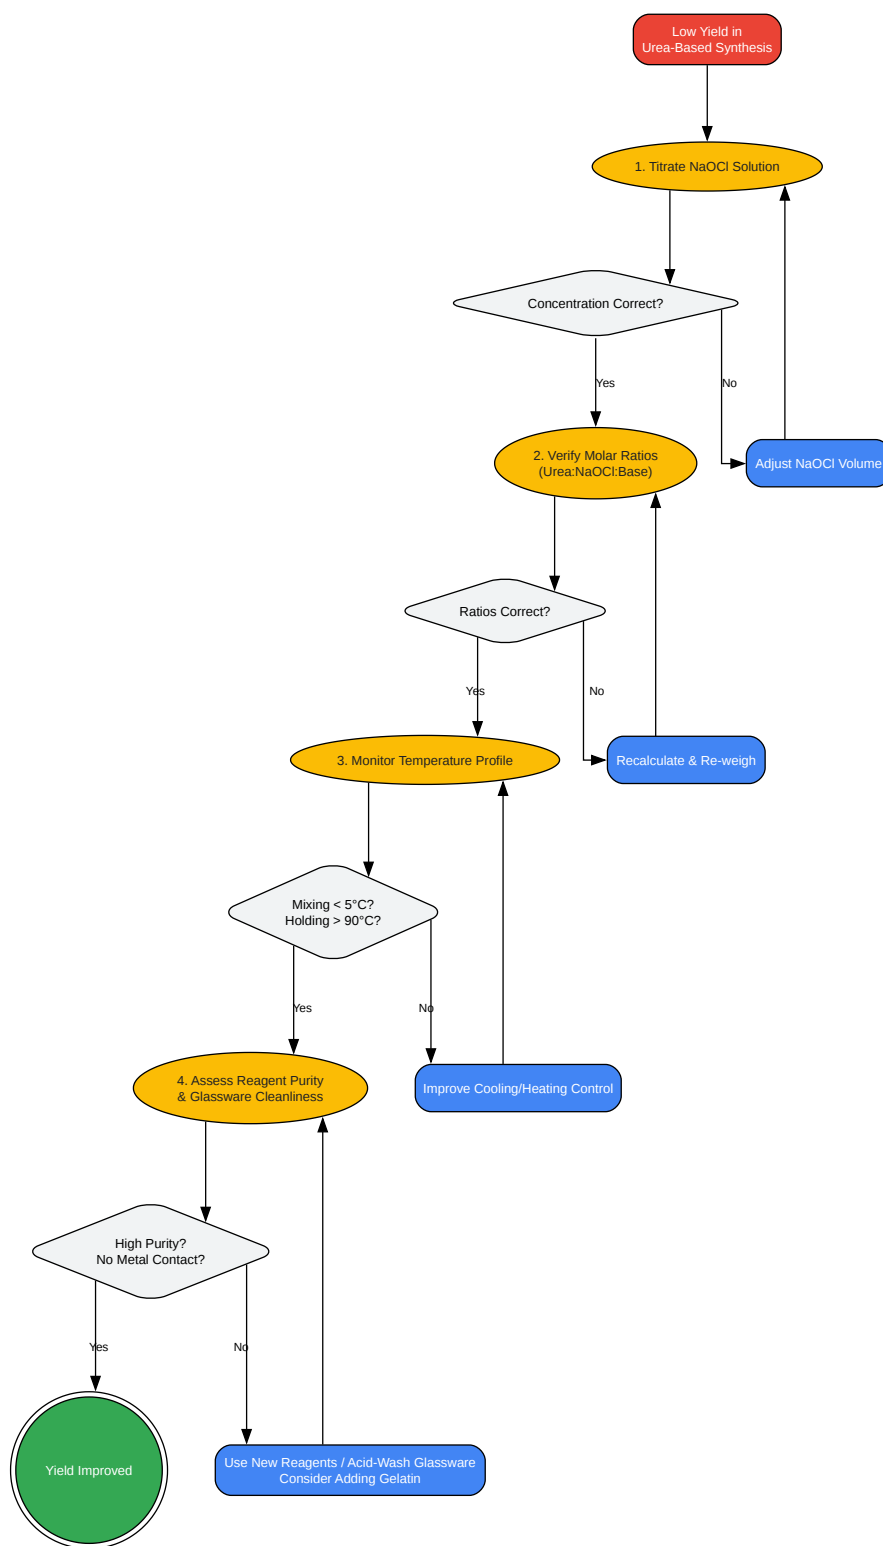 Low Yield in
Urea-Based Synthesis
1. Titrate NaOCl Solution
Concentration Correct?
Yes
No
2. Verify Molar Ratios
(Urea:NaOCl:Base)
Adjust NaOCl Volume
Ratios Correct?
Yes
No
3. Monitor Temperature Profile
Recalculate & Re-weigh
Mixing < 5°C?
Holding > 90°C?
Yes
No
4. Assess Reagent Purity
& Glassware Cleanliness
Improve Cooling/Heating Control
High Purity?
No Metal Contact?
Yes
No
Yield Improved
Use New Reagents / Acid-Wash Glassware
Consider Adding Gelatin